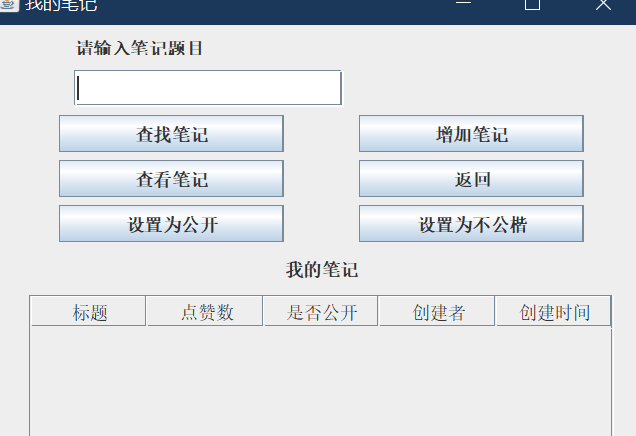 我的笔记
请输入笔记题目
查找笔记 增加笔记
查看笔记 返回
设置为公开 设置为不公楷
我的笔记
标题 点赞数 是否公开 创建者 创建时间